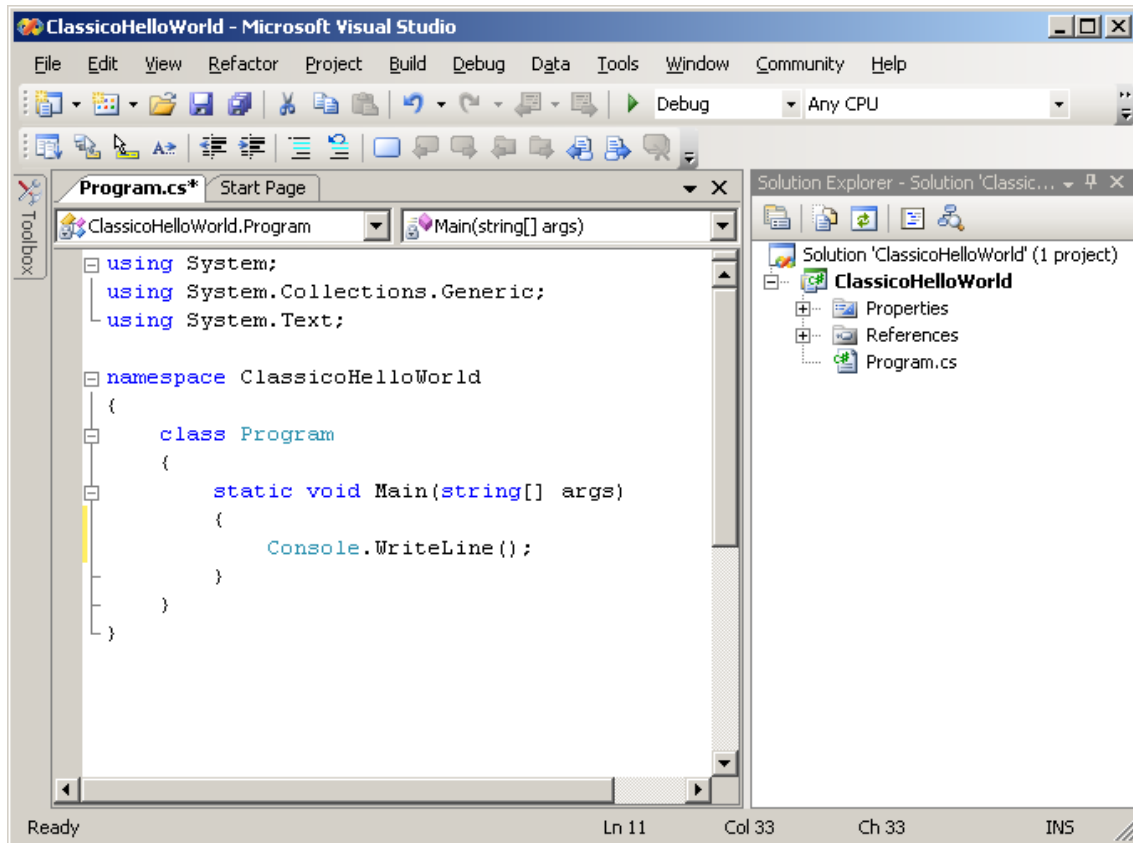 ClassicoHelloWorld - Microsoft Visual Studio
File Edit View Refactor Project Build Debug Data Tools Window Community Help
Debug Any CPU
Toolbox
Program.cs* Start Page
ClassicoHelloWorld.Program Main(string[] args)
using System;
using System.Collections.Generic;
using System.Text;
namespace ClassicoHelloWorld
{
class Program
{
static void Main(string[] args)
{
Console.WriteLine();
}
}
}
Solution Explorer - Solution 'Classic...
Solution 'ClassicoHelloWorld' (1 project)
ClassicoHelloWorld
Properties
References
Program.cs
Ready Ln 11 Col 33 Ch 33 INS